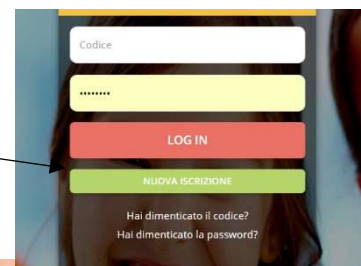 Codice
••••••••
LOG IN
NUOVA ISCRIZIONE
Hai dimenticato il codice?
Hai dimenticato la password?